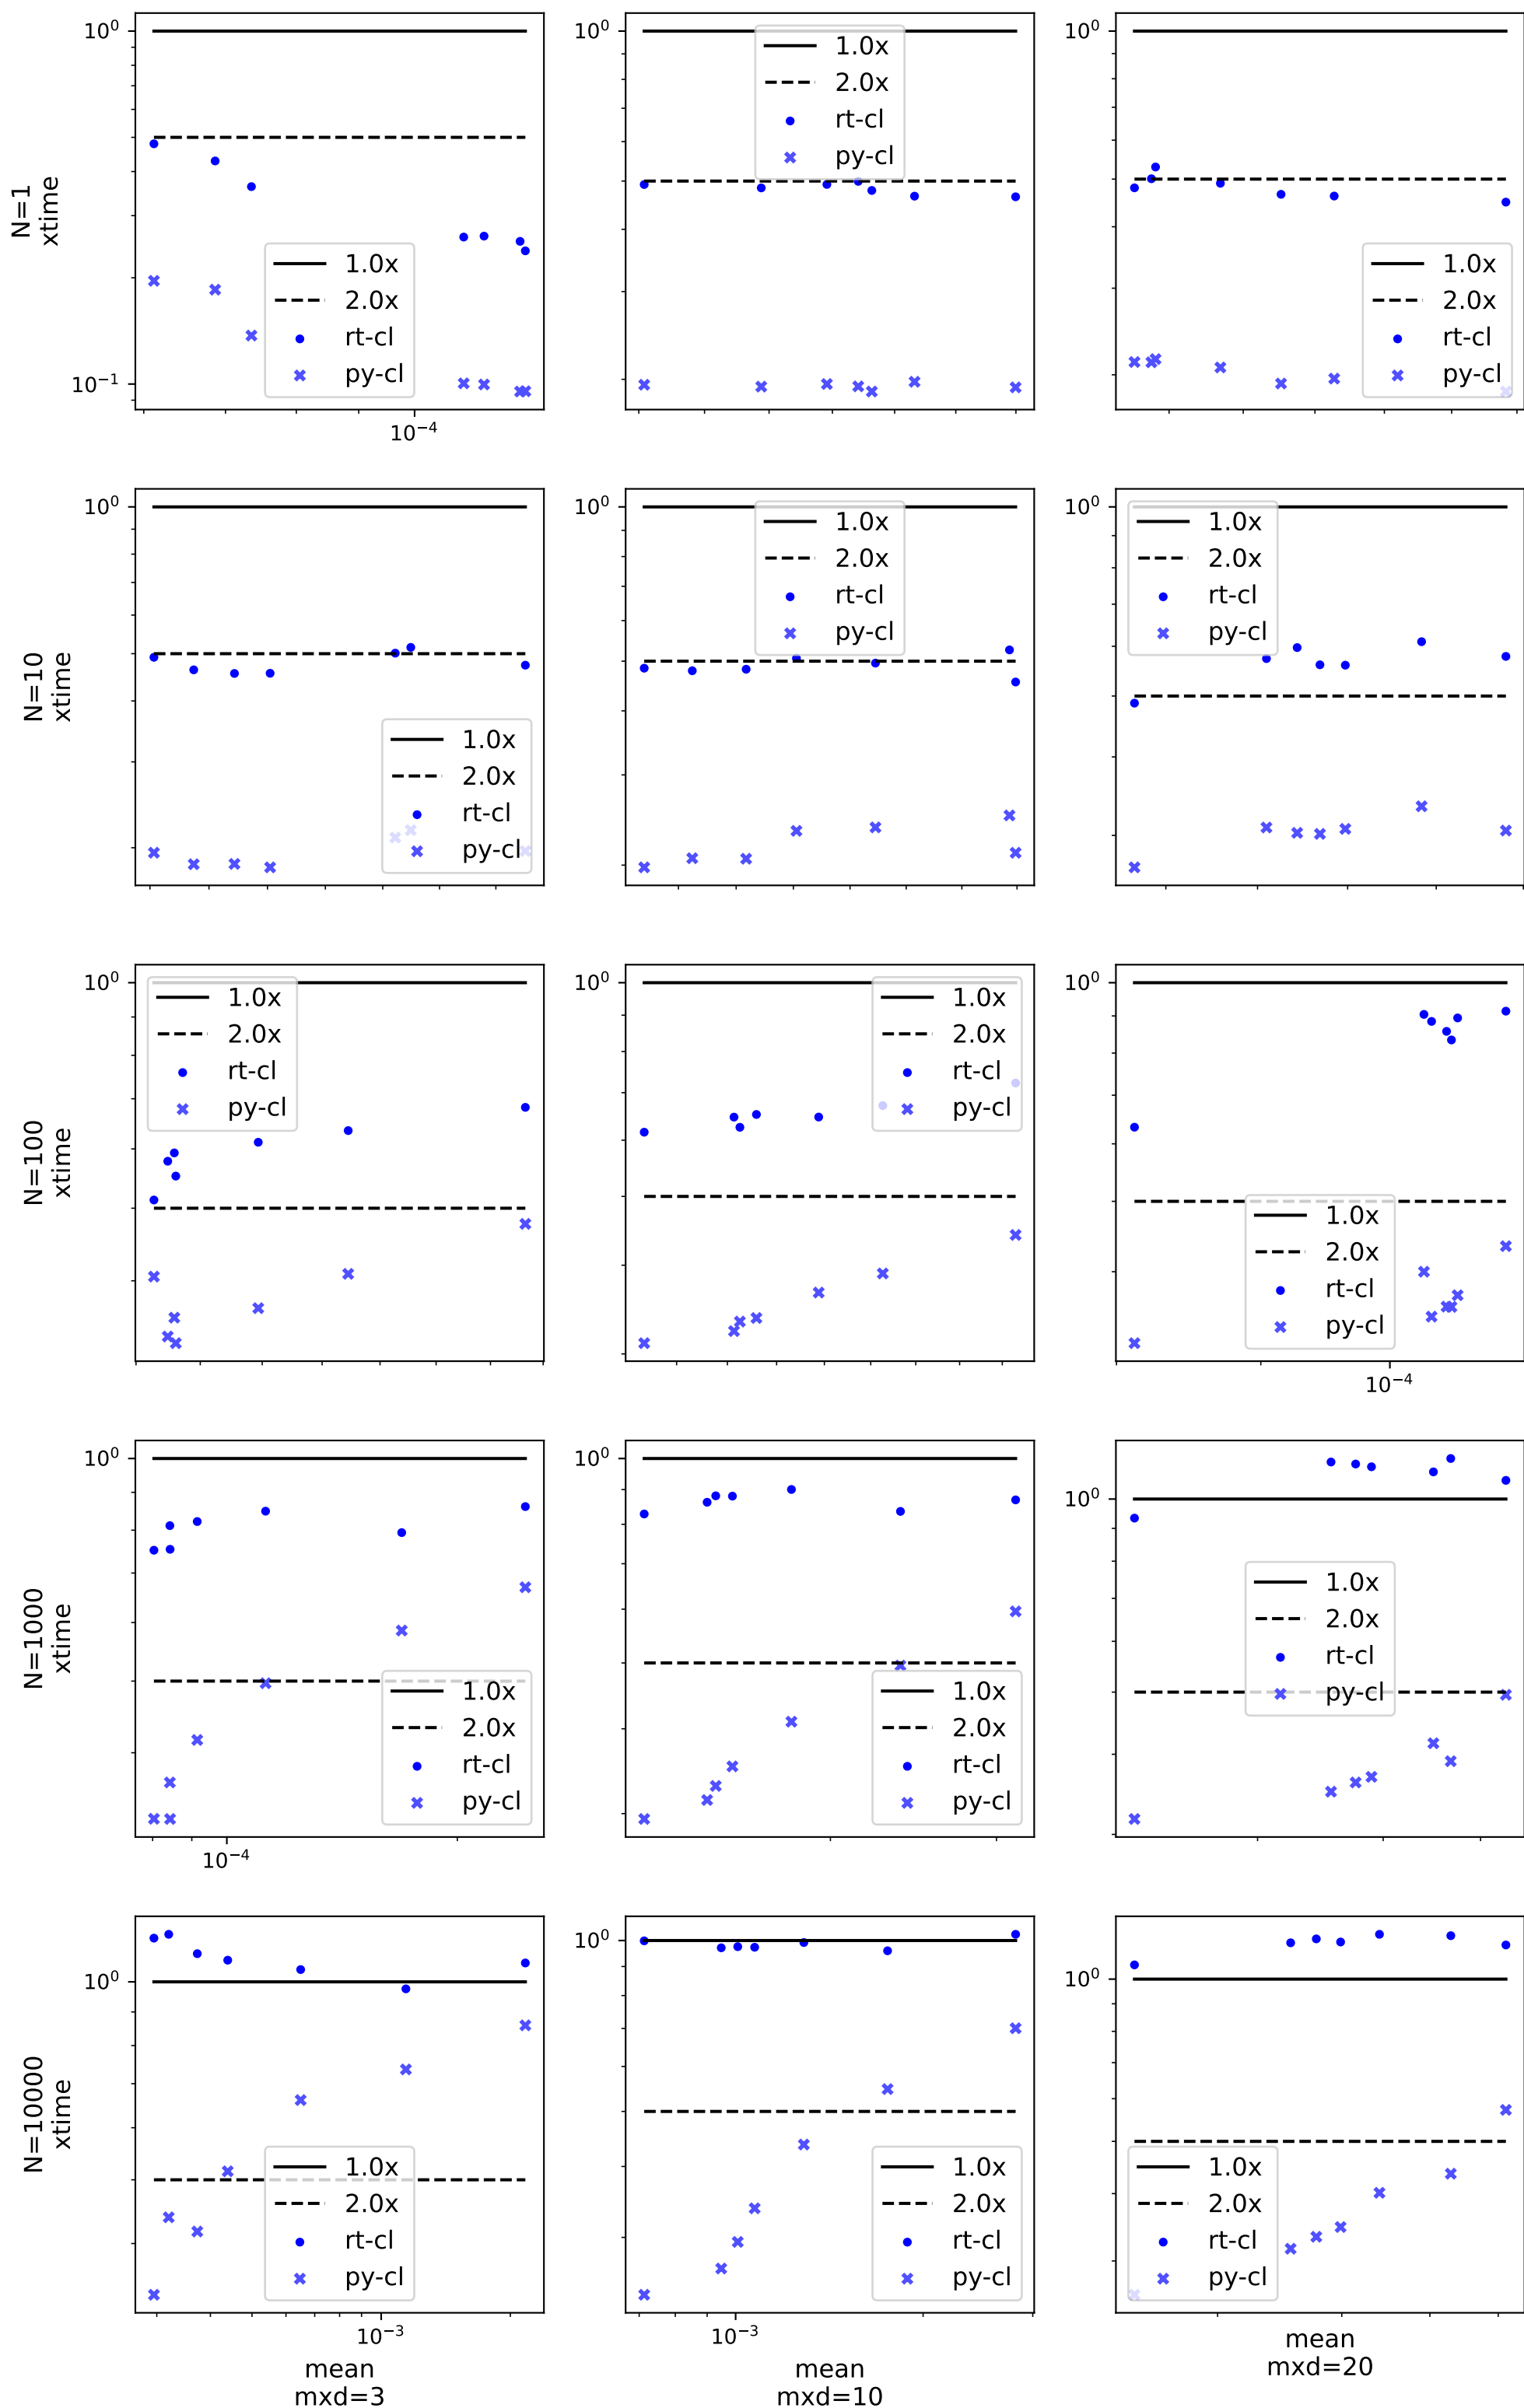 10⁰
10⁻¹
N=1
xtime
1.0x
2.0x
rt-cl
py-cl
10⁻⁴
10⁰
1.0x
2.0x
rt-cl
py-cl
10⁰
1.0x
2.0x
rt-cl
py-cl
10⁰
N=10
xtime
1.0x
2.0x
rt-cl
py-cl
10⁰
1.0x
2.0x
rt-cl
py-cl
10⁰
1.0x
2.0x
rt-cl
py-cl
10⁰
N=100
xtime
1.0x
2.0x
rt-cl
py-cl
10⁰
1.0x
2.0x
rt-cl
py-cl
10⁰
1.0x
2.0x
rt-cl
py-cl
10⁻⁴
10⁰
N=1000
xtime
1.0x
2.0x
rt-cl
py-cl
10⁻⁴
10⁰
1.0x
2.0x
rt-cl
py-cl
10⁰
1.0x
2.0x
rt-cl
py-cl
10⁰
N=10000
xtime
1.0x
2.0x
rt-cl
py-cl
10⁻³
mean
mxd=3
10⁰
1.0x
2.0x
rt-cl
py-cl
10⁻³
mean
mxd=10
10⁰
1.0x
2.0x
rt-cl
py-cl
mean
mxd=20